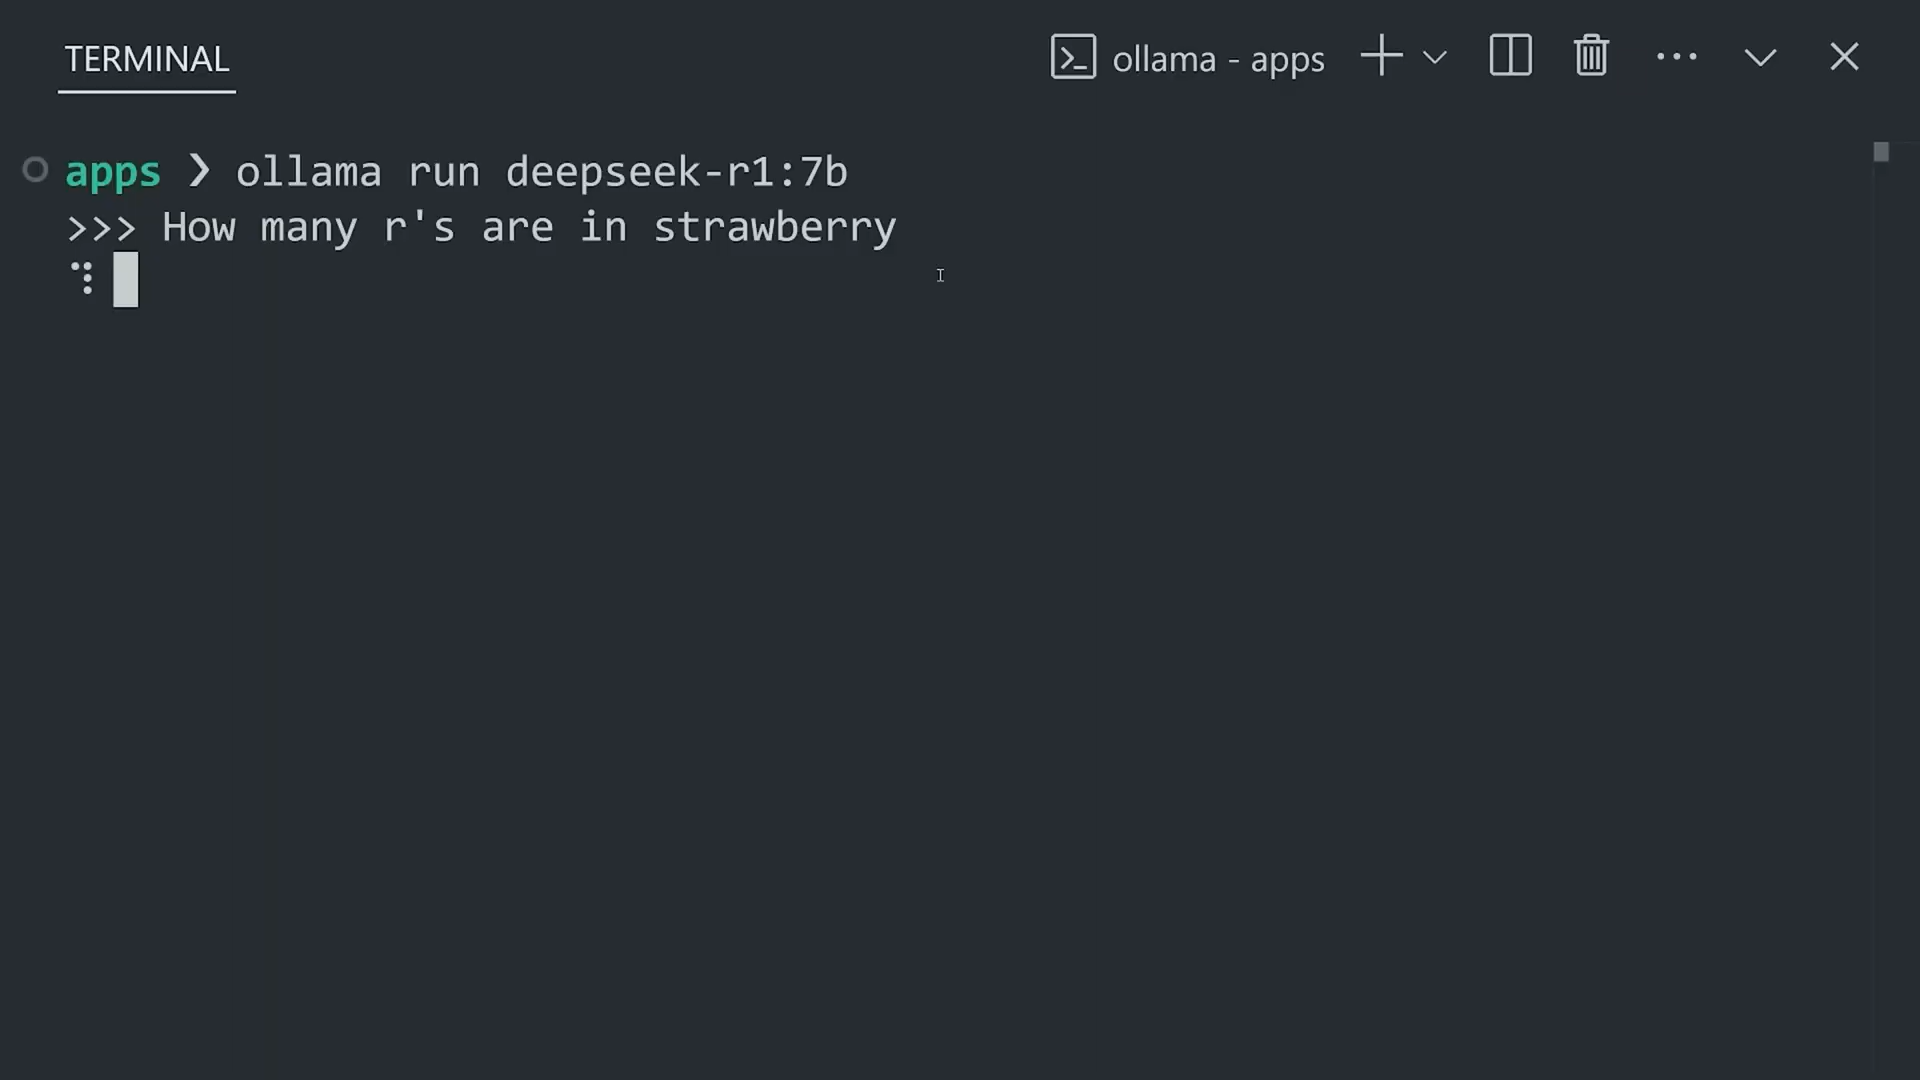 TERMINAL
ollama - apps
apps ❯ ollama run deepseek-r1:7b
>>> How many r's are in strawberry